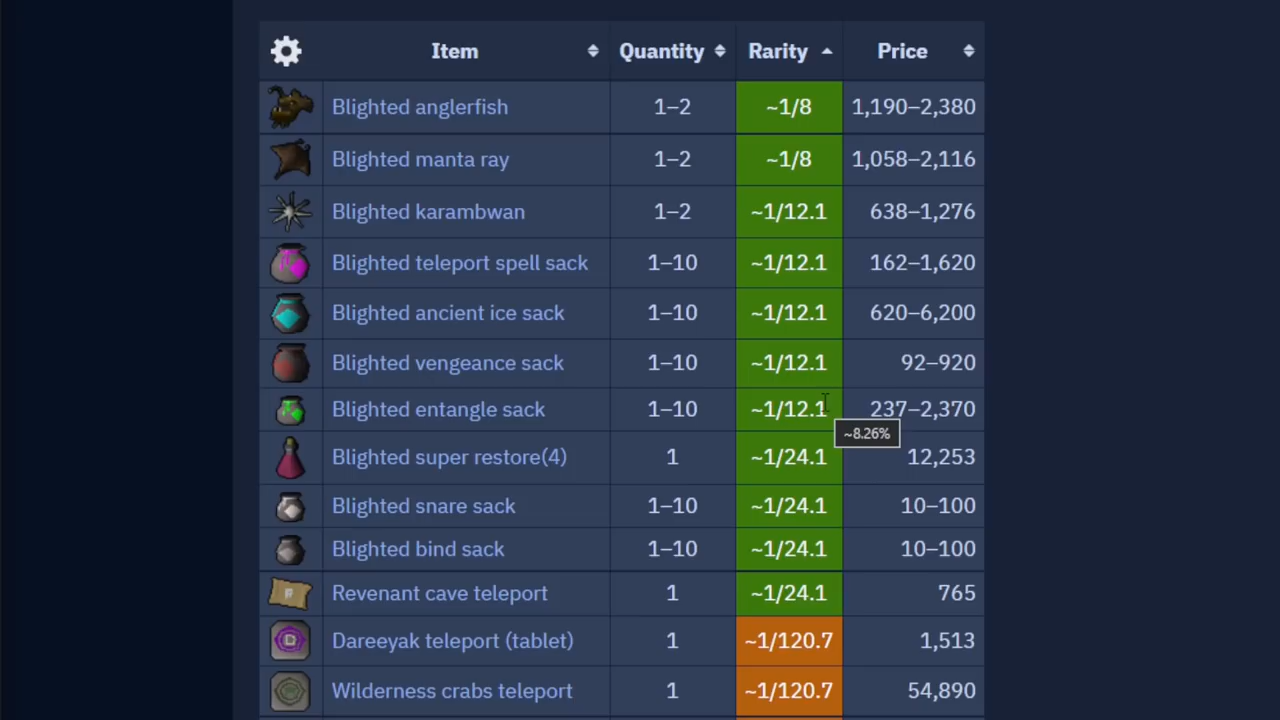 Item Quantity Rarity Price
Blighted anglerfish 1–2 ~1/8 1,190–2,380
Blighted manta ray 1–2 ~1/8 1,058–2,116
Blighted karambwan 1–2 ~1/12.1 638–1,276
Blighted teleport spell sack 1–10 ~1/12.1 162–1,620
Blighted ancient ice sack 1–10 ~1/12.1 620–6,200
Blighted vengeance sack 1–10 ~1/12.1 92–920
Blighted entangle sack 1–10 ~1/12.1 237–2,370
~8.26%
Blighted super restore(4) 1 ~1/24.1 12,253
Blighted snare sack 1–10 ~1/24.1 10–100
Blighted bind sack 1–10 ~1/24.1 10–100
Revenant cave teleport 1 ~1/24.1 765
Dareeyak teleport (tablet) 1 ~1/120.7 1,513
Wilderness crabs teleport 1 ~1/120.7 54,890